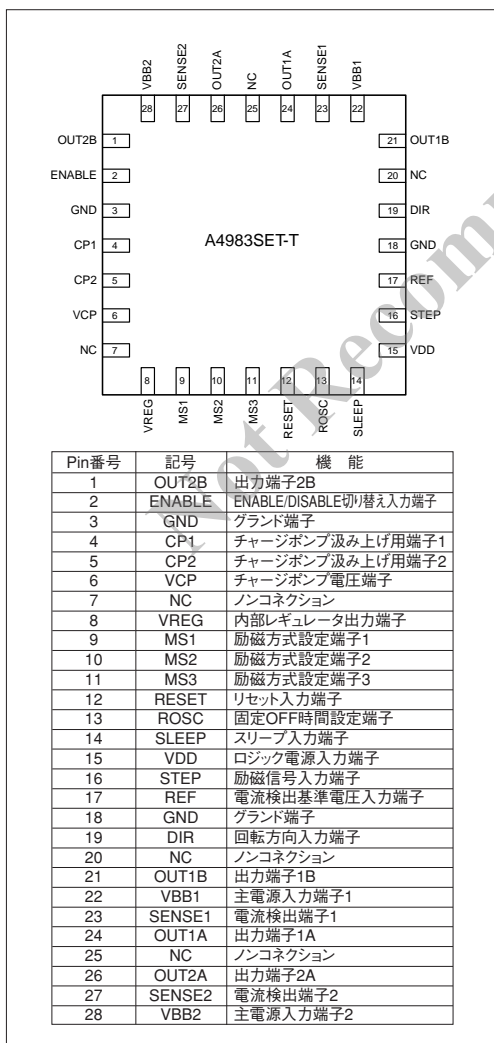 VBB2
SENSE2
OUT2A
NC
OUT1A
SENSE1
VBB1
28 27 26 25 24 23 22
OUT2B 1 21 OUT1B
ENABLE 2 20 NC
GND 3 19 DIR
CP1 4 A4983SET-T 18 GND
CP2 5 17 REF
VCP 6 16 STEP
NC 7 15 VDD
8 9 10 11 12 13 14
VREG
MS1
MS2
MS3
RESET
ROSC
SLEEP
Pin番号 記号 機 能
1 OUT2B 出力端子2B
2 ENABLE ENABLE/DISABLE切り替え入力端子
3 GND グランド端子
4 CP1 チャージポンプ汲み上げ用端子1
5 CP2 チャージポンプ汲み上げ用端子2
6 VCP チャージポンプ電圧端子
7 NC ノンコネクション
8 VREG 内部レギュレータ出力端子
9 MS1 励磁方式設定端子1
10 MS2 励磁方式設定端子2
11 MS3 励磁方式設定端子3
12 RESET リセット入力端子
13 ROSC 固定OFF時間設定端子
14 SLEEP スリープ入力端子
15 VDD ロジック電源入力端子
16 STEP 励磁信号入力端子
17 REF 電流検出基準電圧入力端子
18 GND グランド端子
19 DIR 回転方向入力端子
20 NC ノンコネクション
21 OUT1B 出力端子1B
22 VBB1 主電源入力端子1
23 SENSE1 電流検出端子1
24 OUT1A 出力端子1A
25 NC ノンコネクション
26 OUT2A 出力端子2A
27 SENSE2 電流検出端子2
28 VBB2 主電源入力端子2
Not